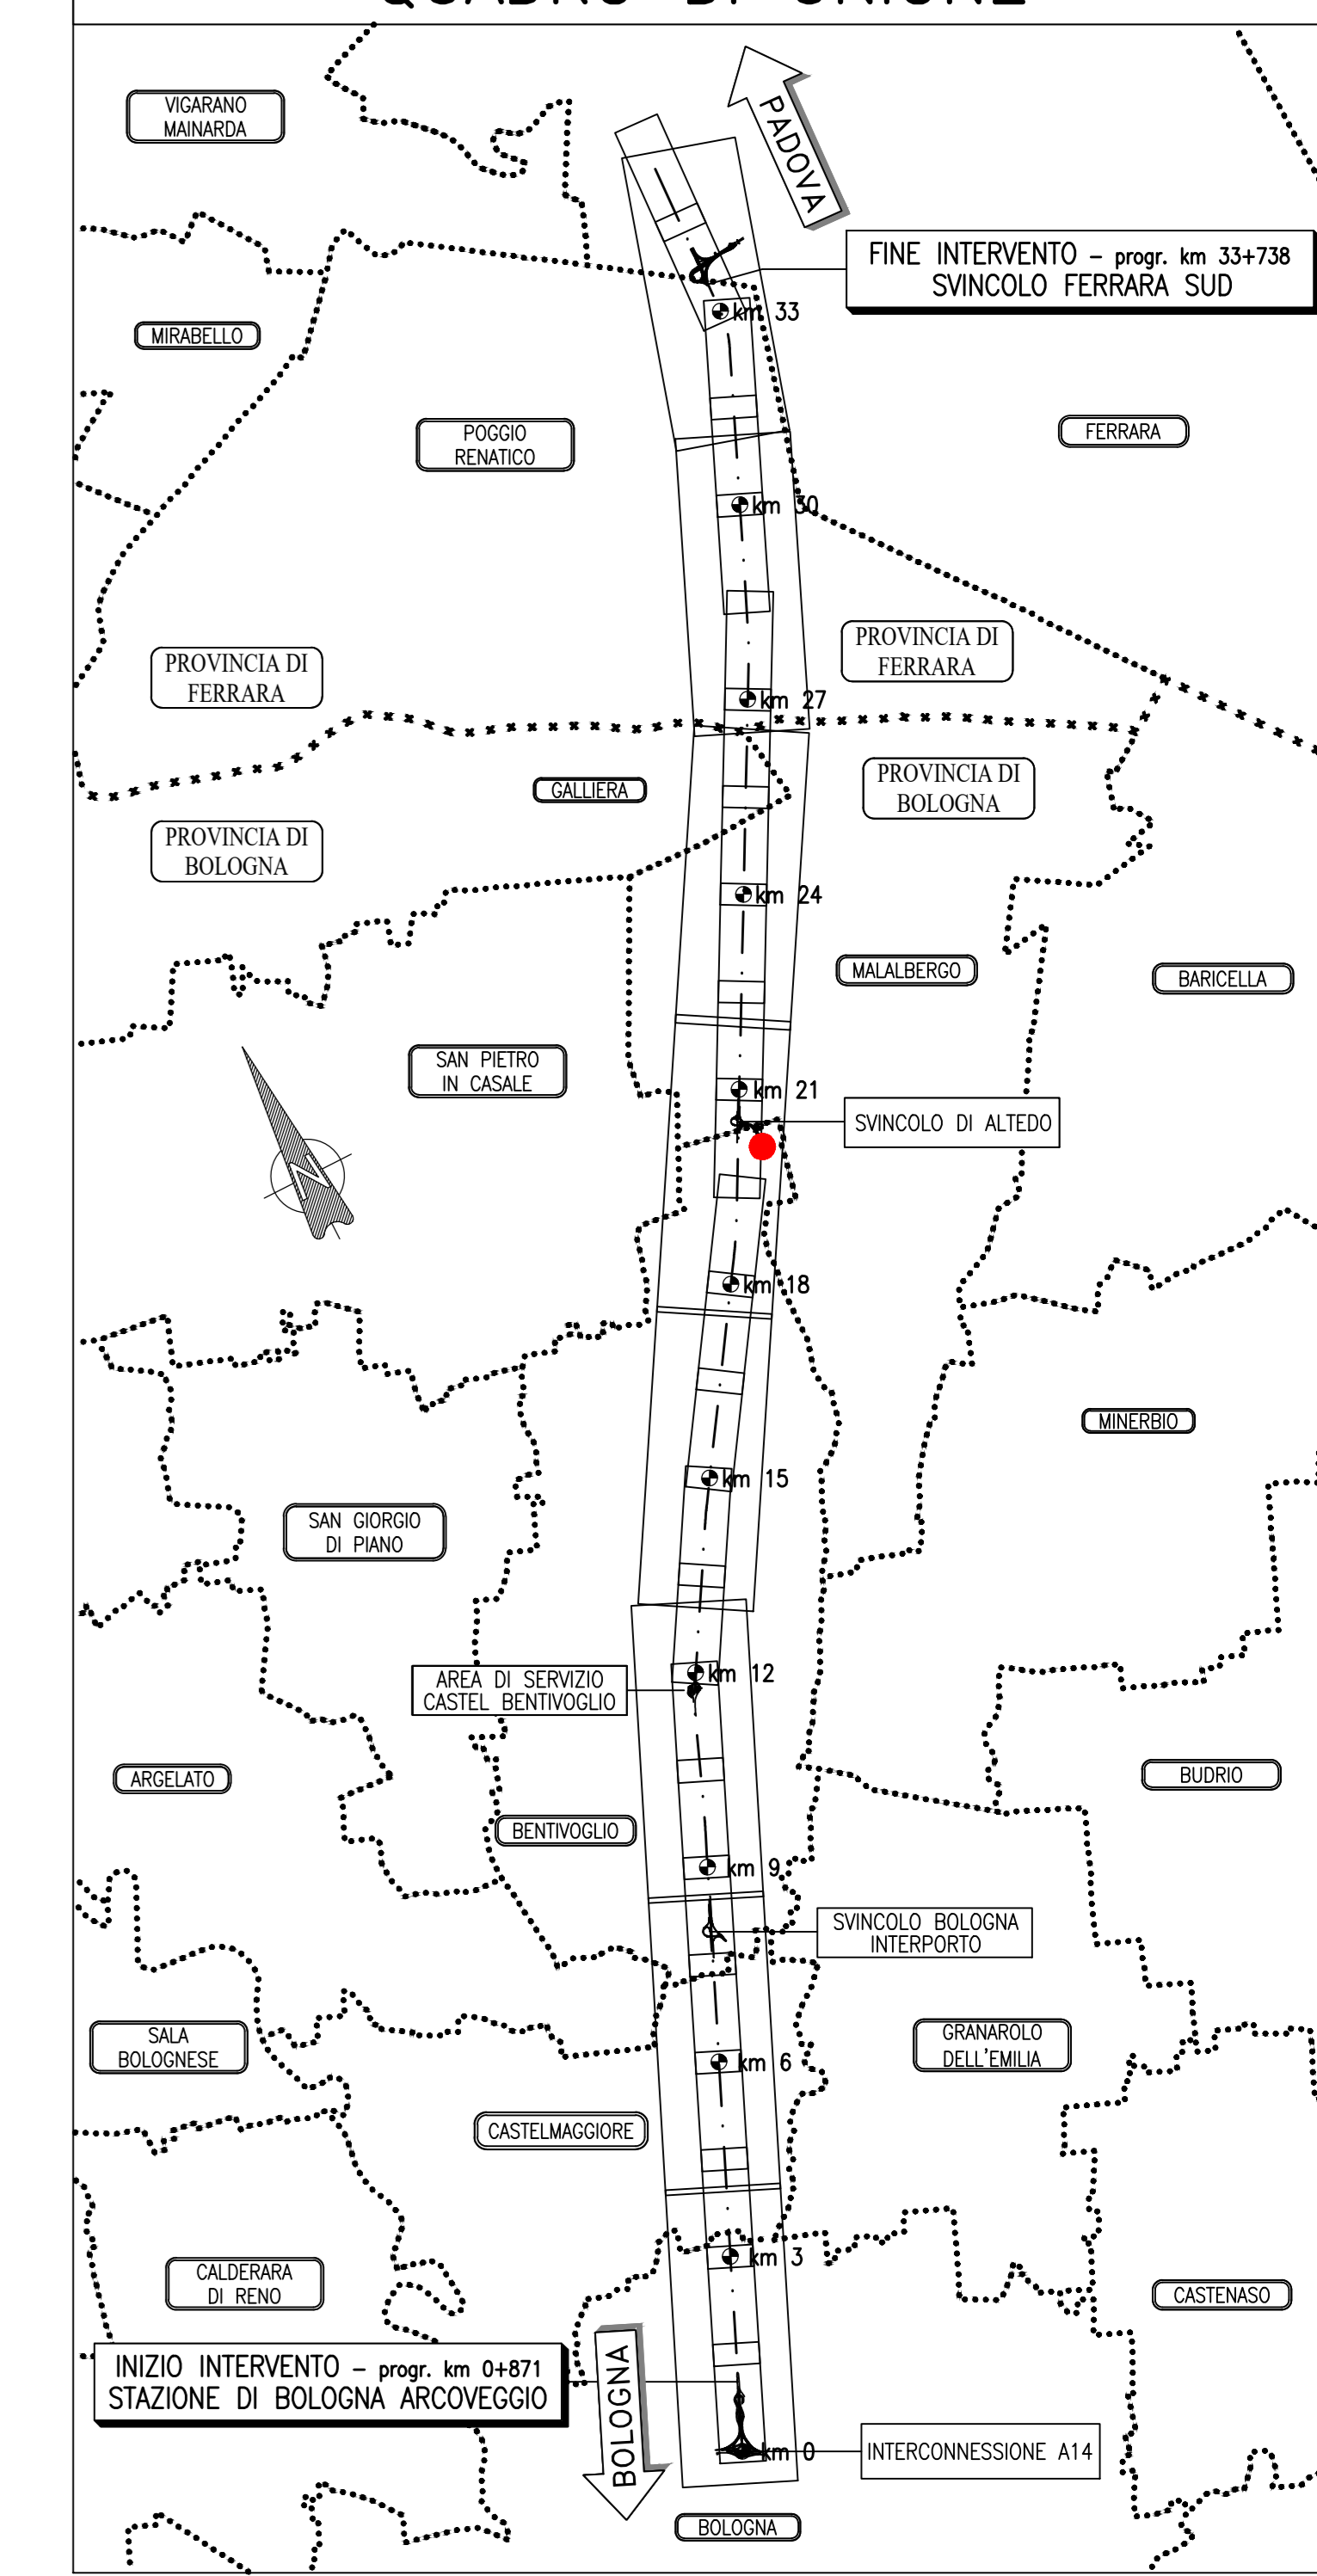 QUADRO DI UNIONE
PADOVA
VIGARANO
MAINARDA
FINE INTERVENTO – progr. km 33+738
SVINCOLO FERRARA SUD
km 33
MIRABELLO
POGGIO
RENATICO
FERRARA
km 30
PROVINCIA DI
FERRARA
PROVINCIA DI
FERRARA
km 27
GALLIERA
PROVINCIA DI
BOLOGNA
PROVINCIA DI
BOLOGNA
km 24
MALALBERGO
BARICELLA
SAN PIETRO
IN CASALE
km 21
SVINCOLO DI ALTEDO
N
km 18
MINERBIO
km 15
SAN GIORGIO
DI PIANO
km 12
AREA DI SERVIZIO
CASTEL BENTIVOGLIO
ARGELATO
BUDRIO
BENTIVOGLIO
km 9
SVINCOLO BOLOGNA
INTERPORTO
SALA
BOLOGNESE
GRANAROLO
DELL'EMILIA
km 6
CASTELMAGGIORE
km 3
CALDERARA
DI RENO
CASTENASO
INIZIO INTERVENTO – progr. km 0+871
STAZIONE DI BOLOGNA ARCOVEGGIO
BOLOGNA
km 0
INTERCONNESSIONE A14
BOLOGNA